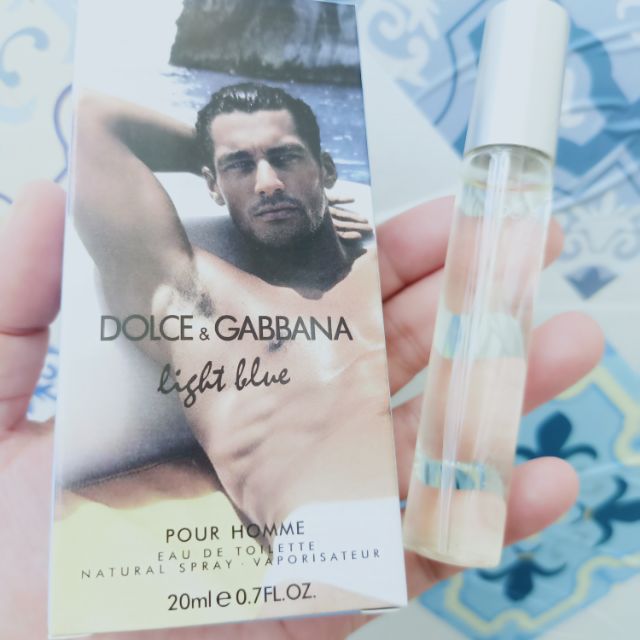 DOLCE & GABBANA
light blue
POUR HOMME
EAU DE TOILETTE
NATURAL SPRAY · VAPORISATEUR
20ml e 0.7FL.OZ.